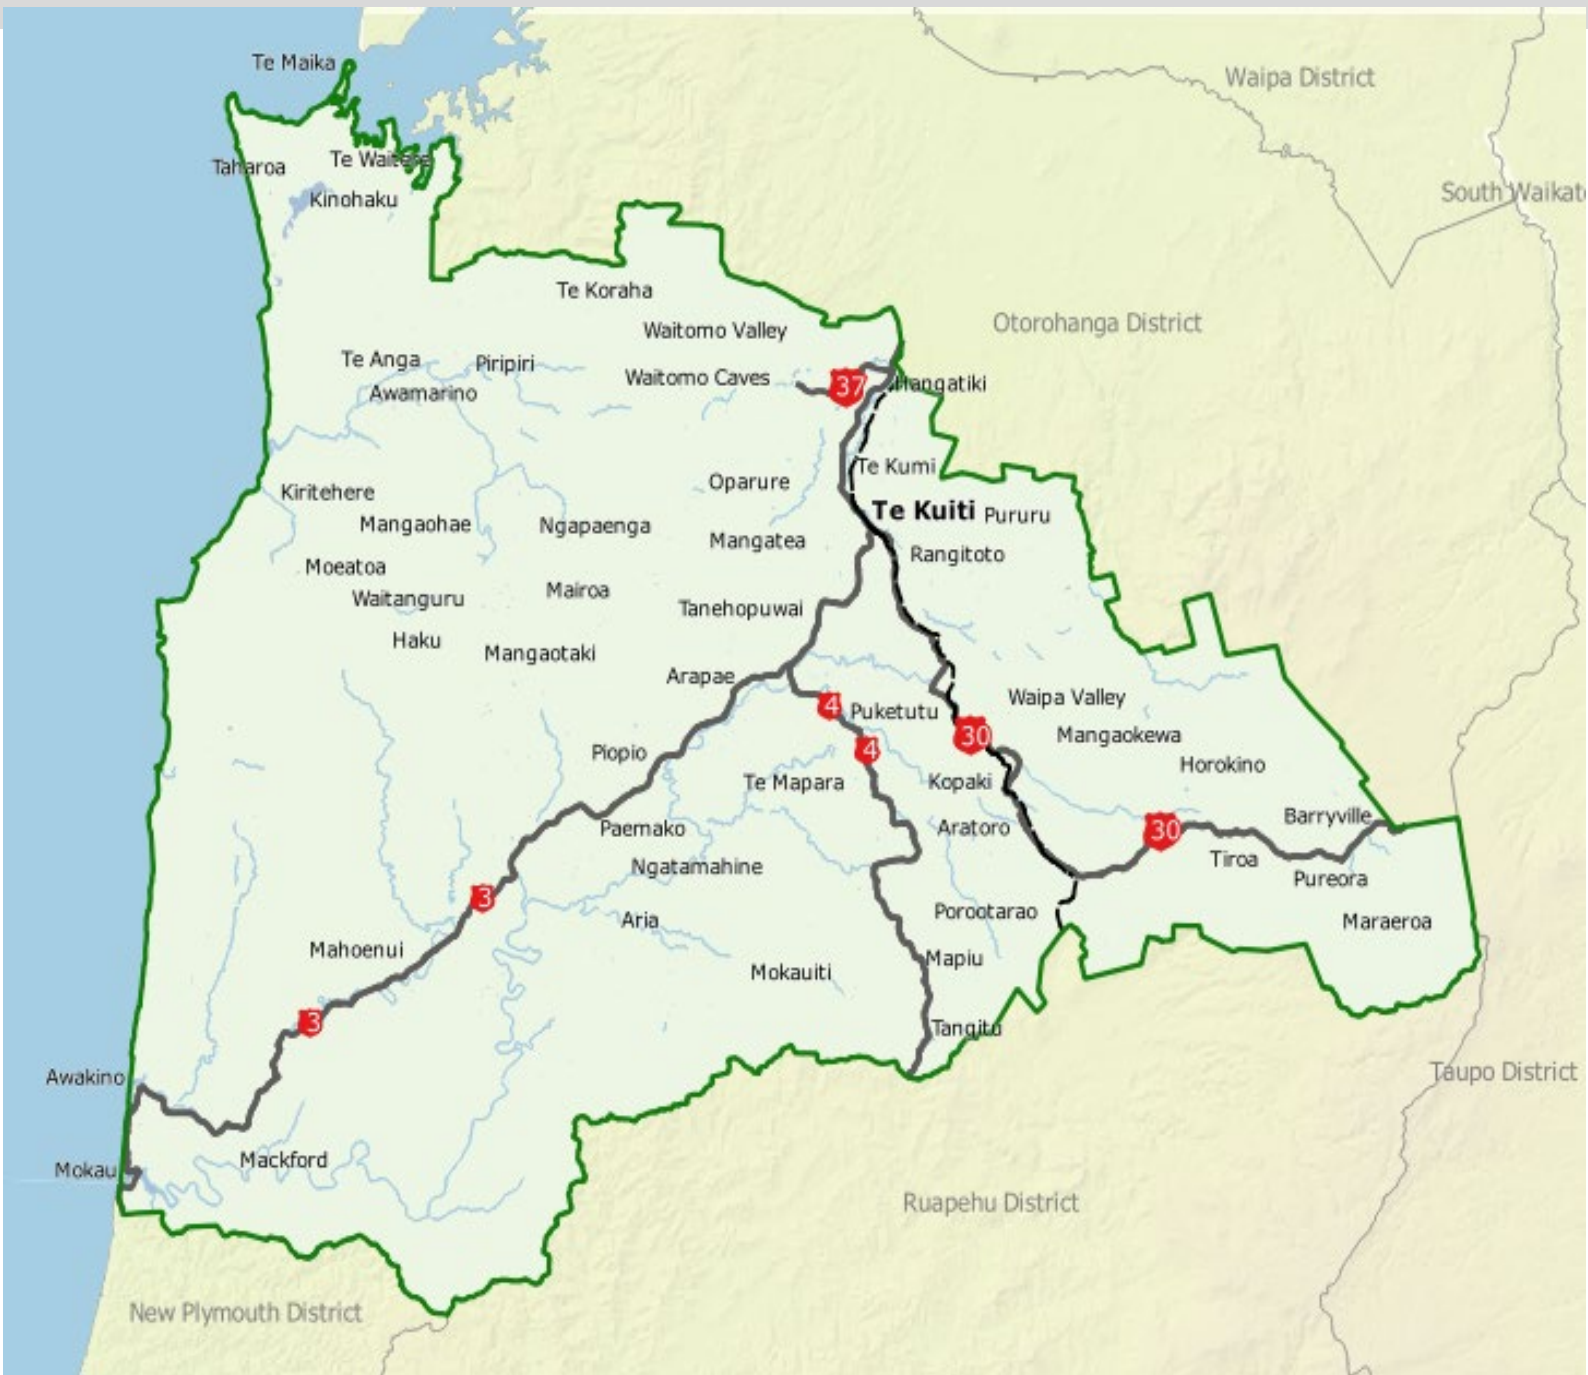 Te Maika
Waipa District
Taharoa
Te Waitere
Kinohaku
South Waikat
Te Koraha
Otorohanga District
Waitomo Valley
Te Anga
Piripiri
Waitomo Caves
37
Hangatiki
Awamarino
Te Kumi
Oparure
Kiritehere
Te Kuiti
Pururu
Mangaohae
Ngapaenga
Mangatea
Rangitoto
Moeatoa
Mairoa
Waitanguru
Tanehopuwai
Haku
Mangaotaki
Arapae
Waipa Valley
4
Puketutu
30
Mangaokewa
4
Piopio
Horokino
Te Mapara
Kopaki
Barryville
Paemako
Aratoro
30
Tiroa
Ngatamahine
Pureora
3
Porootarao
Aria
Maraeroa
Mahoenui
Mapiu
Mokauiti
3
Tangitu
Awakino
Taupo District
Mokau
Mackford
Ruapehu District
New Plymouth District